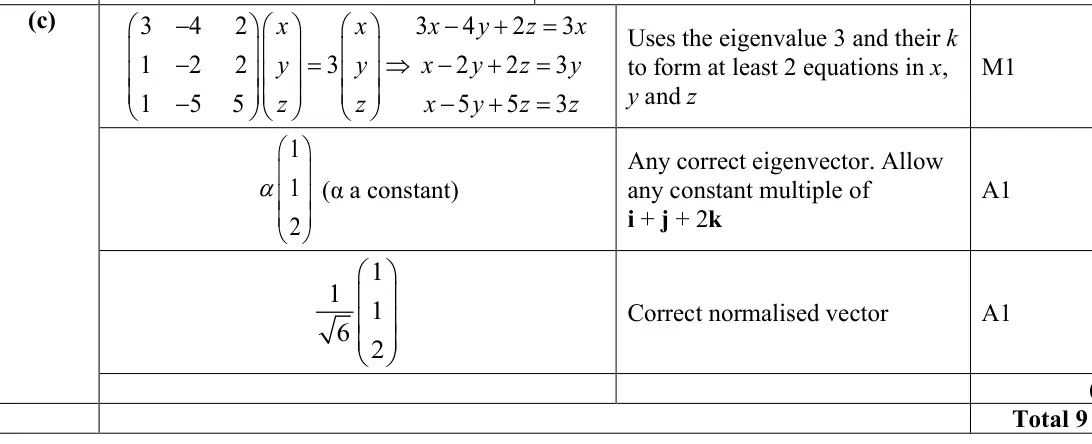 (c)
3 −4 2 x x 3x − 4y + 2z = 3x
1 −2 2 y = 3 y ⇒ x − 2y + 2z = 3y
1 −5 5 z z x − 5y + 5z = 3z
Uses the eigenvalue 3 and their k
to form at least 2 equations in x,
y and z
M1
1
α 1 (α a constant)
2
Any correct eigenvector. Allow
any constant multiple of
i + j + 2k
A1
1
1/√6 1
2
Correct normalised vector
A1
(
Total 9